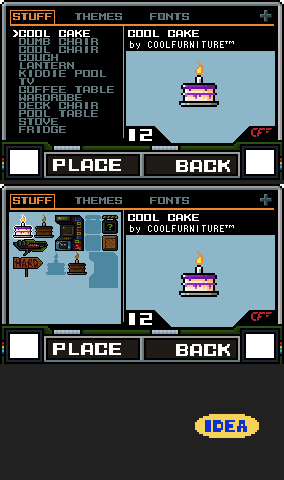 STUFF THEMES FONTS +
COOL CAKE
DUMB CHAIR
COOL CHAIR
COUCH
LANTERN
KIDDIE POOL
TV
COFFEE TABLE
WARDROBE
DECK CHAIR
POOL TABLE
STOVE
FRIDGE
COOL CAKE
by COOLFURNITURE™
12
CFF
PLACE BACK
STUFF THEMES FONTS +
COOL CAKE
by COOLFURNITURE™
?
HARD
12
CFF
PLACE BACK
IDEA